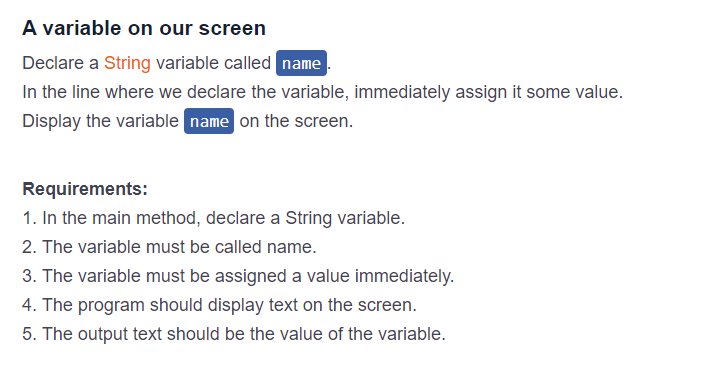 A variable on our screen
Declare a String variable called name.
In the line where we declare the variable, immediately assign it some value.
Display the variable name on the screen.
Requirements:
1. In the main method, declare a String variable.
2. The variable must be called name.
3. The variable must be assigned a value immediately.
4. The program should display text on the screen.
5. The output text should be the value of the variable.